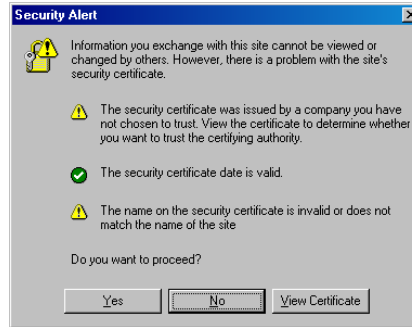 Security Alert
Information you exchange with this site cannot be viewed or
changed by others. However, there is a problem with the site's
security certificate.
The security certificate was issued by a company you have
not chosen to trust. View the certificate to determine whether
you want to trust the certifying authority.
The security certificate date is valid.
The name on the security certificate is invalid or does not
match the name of the site
Do you want to proceed?
Yes No View Certificate